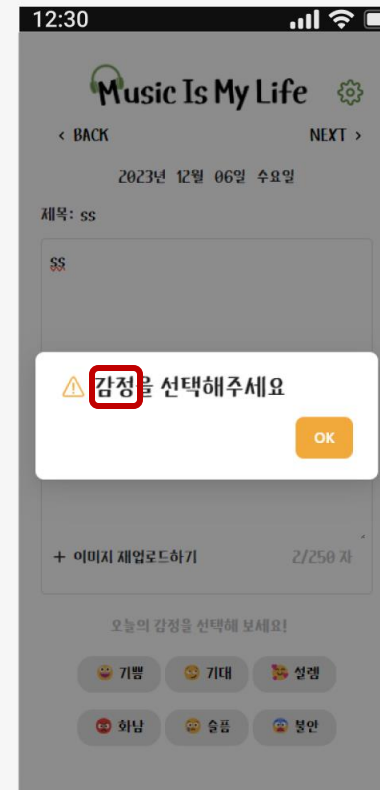 12:30
Music Is My Life
< BACK NEXT >
2023년 12월 06일 수요일
제목: ss
ss
감정을 선택해주세요
OK
+ 이미지 재업로드하기 2/250 자
오늘의 감정을 선택해 보세요!
기쁨 기대 설렘
화남 슬픔 불안